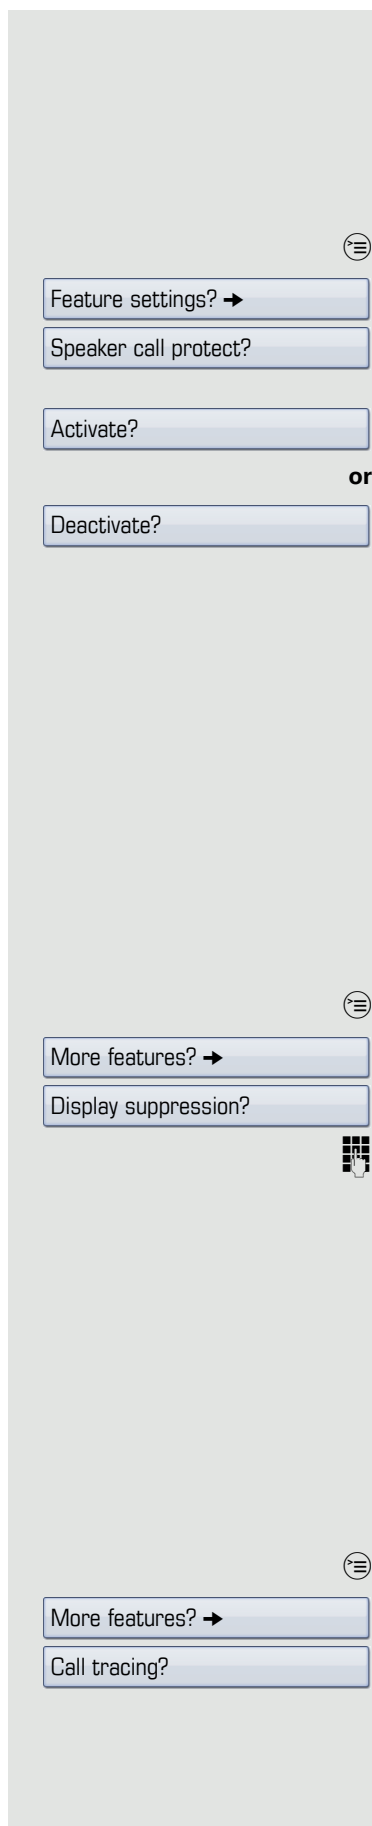 Feature settings? →
Speaker call protect?
Activate?
or
Deactivate?
More features? →
Display suppression?
More features? →
Call tracing?